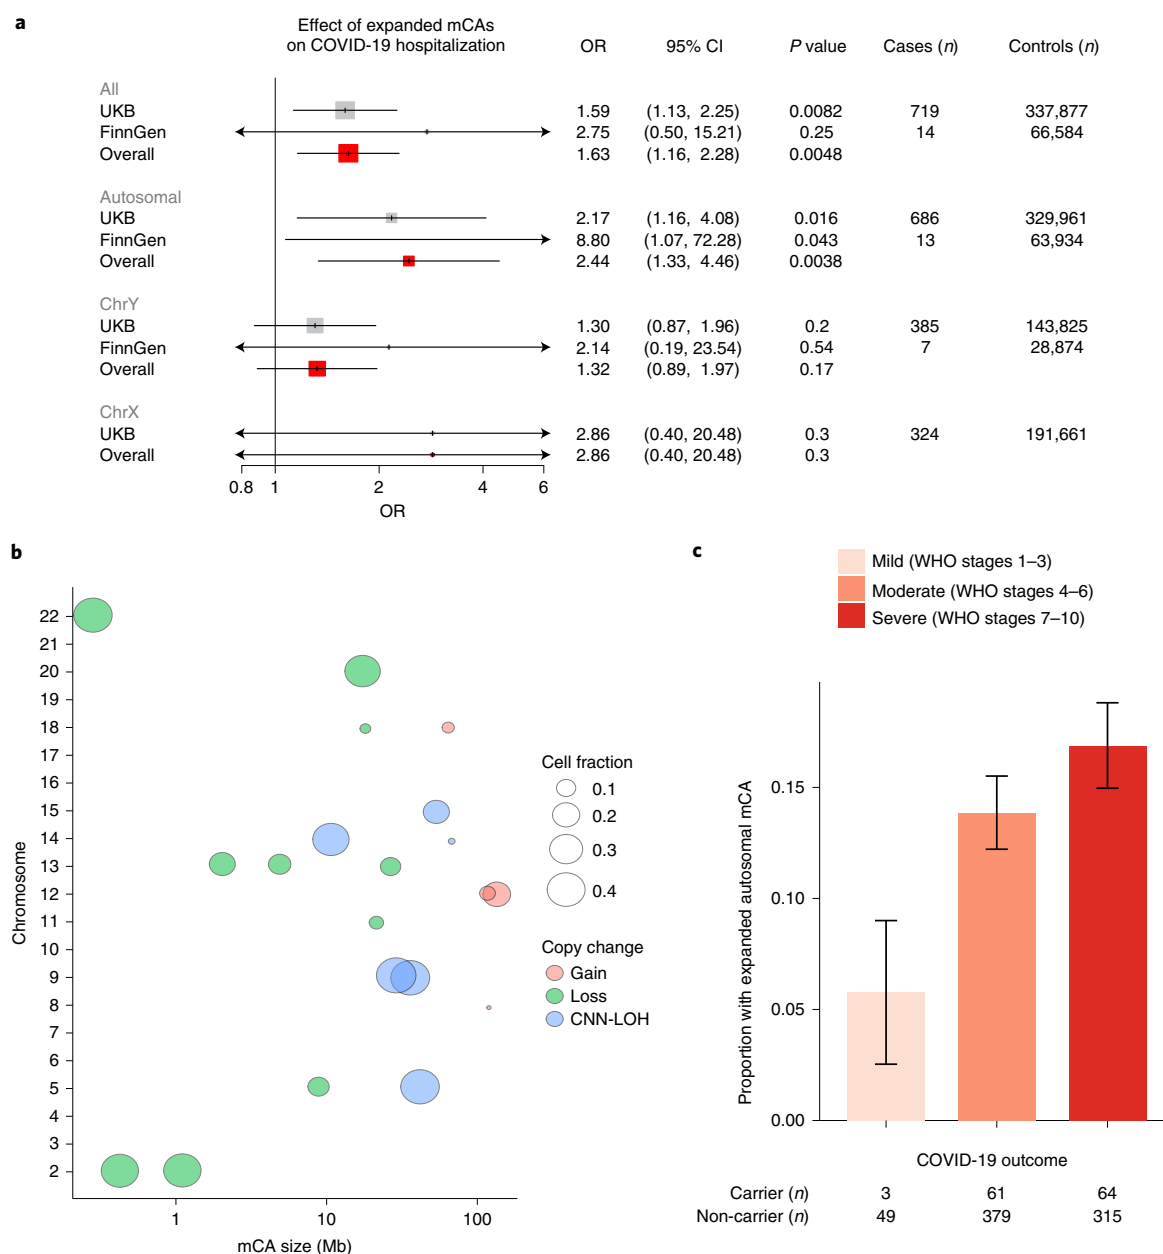 a
Effect of expanded mCAs
on COVID-19 hospitalization
OR 95% CI P value Cases (n) Controls (n)
All
UKB 1.59 (1.13, 2.25) 0.0082 719 337,877
FinnGen 2.75 (0.50, 15.21) 0.25 14 66,584
Overall 1.63 (1.16, 2.28) 0.0048
Autosomal
UKB 2.17 (1.16, 4.08) 0.016 686 329,961
FinnGen 8.80 (1.07, 72.28) 0.043 13 63,934
Overall 2.44 (1.33, 4.46) 0.0038
ChrY
UKB 1.30 (0.87, 1.96) 0.2 385 143,825
FinnGen 2.14 (0.19, 23.54) 0.54 7 28,874
Overall 1.32 (0.89, 1.97) 0.17
ChrX
UKB 2.86 (0.40, 20.48) 0.3 324 191,661
Overall 2.86 (0.40, 20.48) 0.3
0.8 1 2 4 6
OR
b
22
21
20
19
18
17
16
15
14
13
12
11
10
9
8
7
6
5
4
3
2
Chromosome
1 10 100
mCA size (Mb)
Cell fraction
0.1
0.2
0.3
0.4
Copy change
Gain
Loss
CNN-LOH
c
Mild (WHO stages 1–3)
Moderate (WHO stages 4–6)
Severe (WHO stages 7–10)
Proportion with expanded autosomal mCA
0.15
0.10
0.05
0.00
COVID-19 outcome
Carrier (n) 3 61 64
Non-carrier (n) 49 379 315